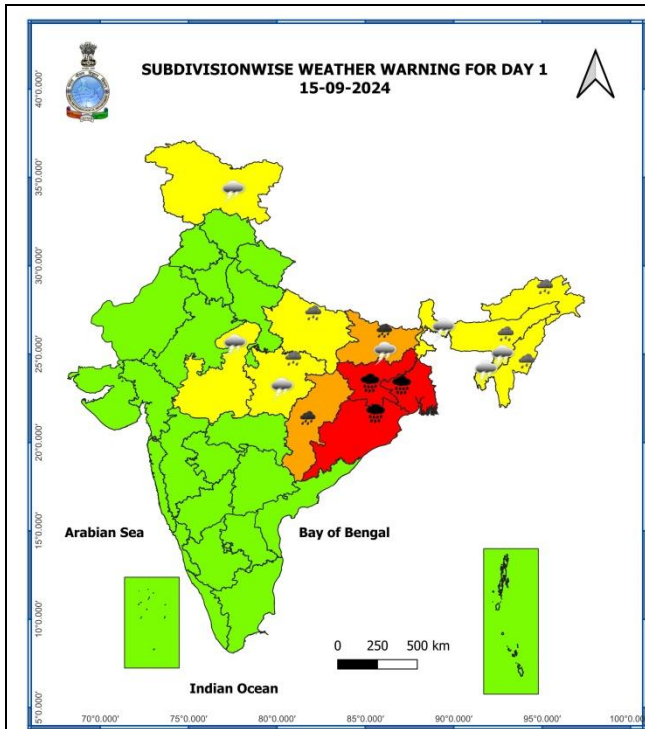 SUBDIVISIONWISE WEATHER WARNING FOR DAY 1
15-09-2024
40°0.000'
35°0.000'
30°0.000'
25°0.000'
20°0.000'
15°0.000'
10°0.000'
5°0.000'
Arabian Sea
Bay of Bengal
0 250 500 km
Indian Ocean
70°0.000' 75°0.000' 80°0.000' 85°0.000' 90°0.000' 95°0.000' 100°0.000'